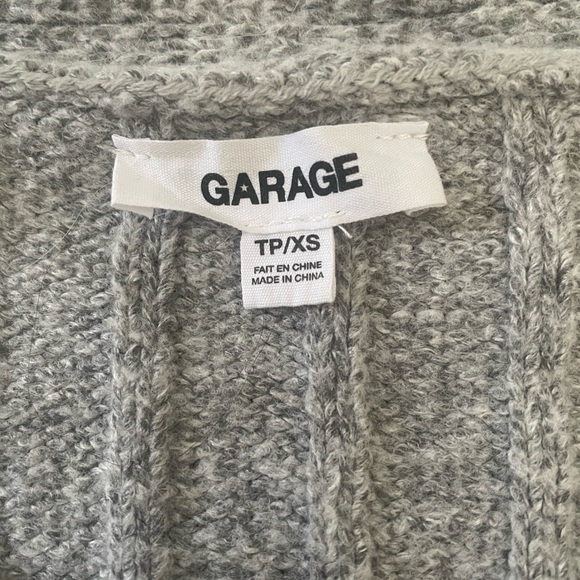 GARAGE
TP/XS
FAIT EN CHINE
MADE IN CHINA